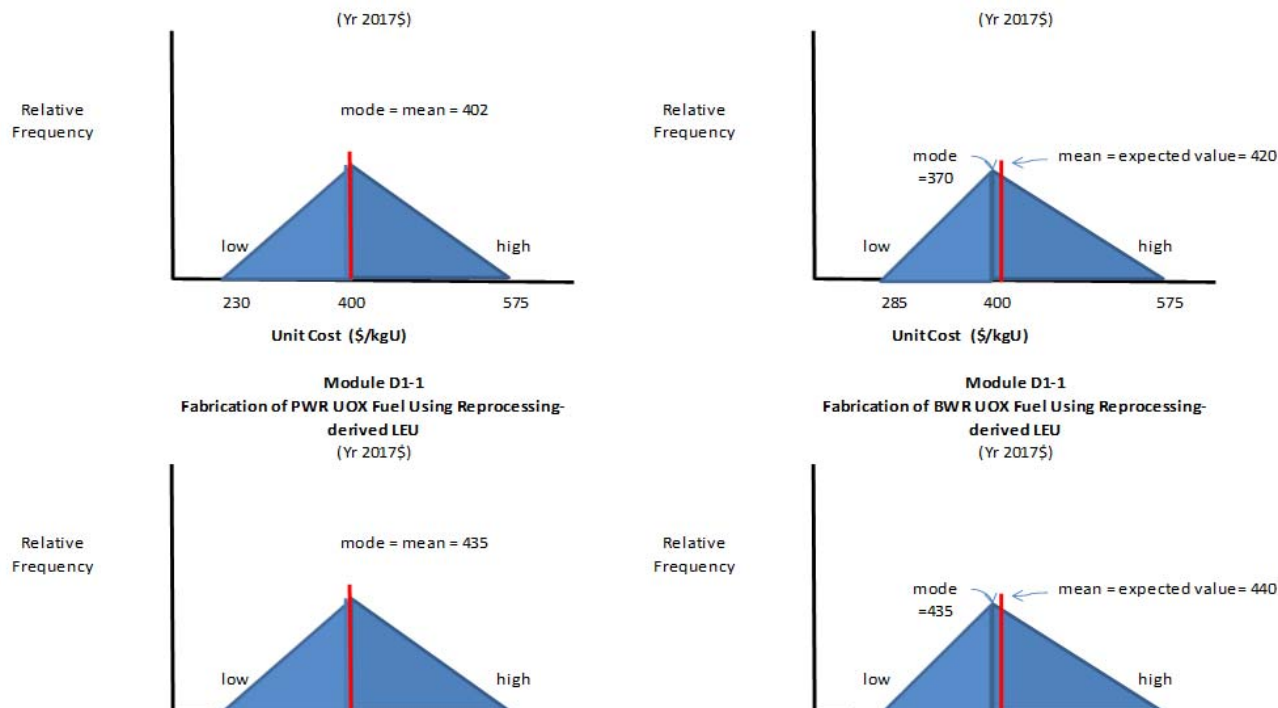 (Yr 2017$)
Relative
Frequency
mode = mean = 402
low
high
230
400
575
Unit Cost ($/kgU)
(Yr 2017$)
Relative
Frequency
mode
=370
mean = expected value= 420
low
high
285
400
575
Unit Cost ($/kgU)
Module D1-1
Fabrication of PWR UOX Fuel Using Reprocessing-
derived LEU
(Yr 2017$)
Relative
Frequency
mode = mean = 435
low
high
Module D1-1
Fabrication of BWR UOX Fuel Using Reprocessing-
derived LEU
(Yr 2017$)
Relative
Frequency
mode
=435
mean = expected value= 440
low
high